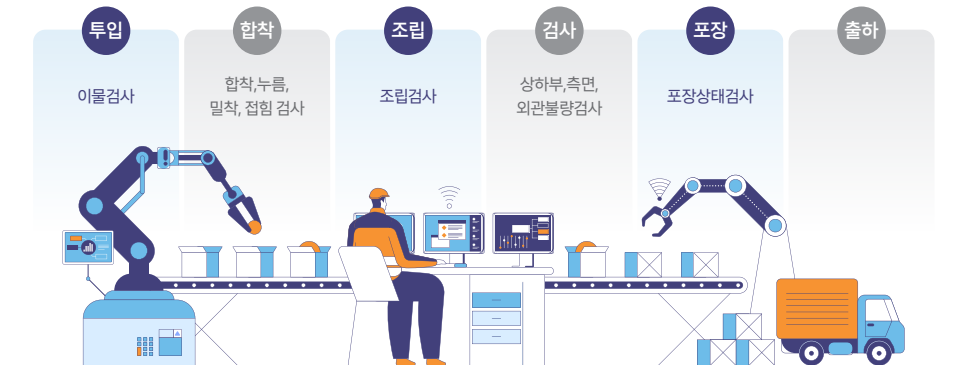 투입
이물검사
합착
합착,누름,
밀착, 접힘 검사
조립
조립검사
검사
상하부,측면,
외관불량검사
포장
포장상태검사
출하